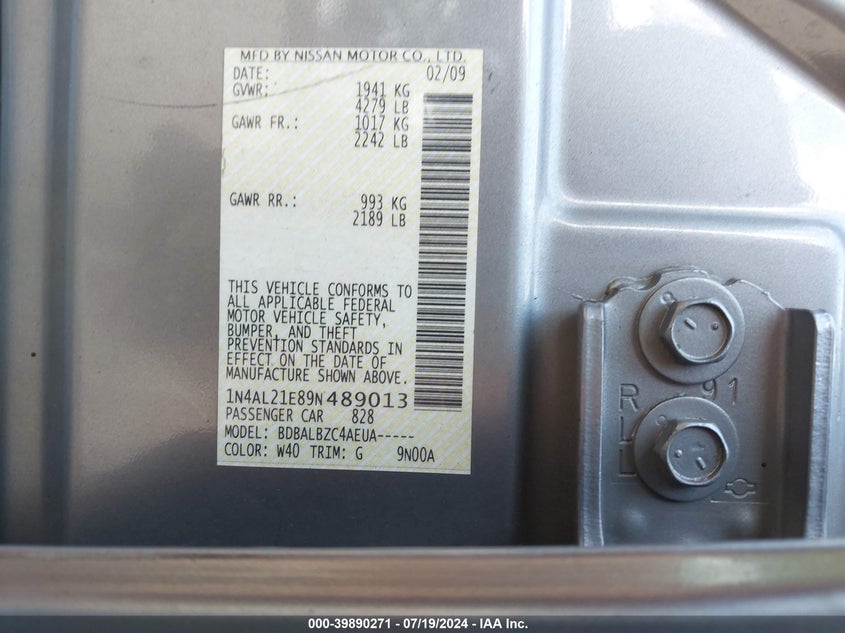 MFD BY NISSAN MOTOR CO., LTD.
DATE: 02/09
GVWR: 1941 KG
4279 LB
GAWR FR.: 1017 KG
2242 LB
GAWR RR.: 993 KG
2189 LB
THIS VEHICLE CONFORMS TO
ALL APPLICABLE FEDERAL
MOTOR VEHICLE SAFETY,
BUMPER, AND THEFT
PREVENTION STANDARDS IN
EFFECT ON THE DATE OF
MANUFACTURE SHOWN ABOVE.
1N4AL21E89N489013
PASSENGER CAR 828
MODEL: BDBALBZC4AEUA-----
COLOR: W40 TRIM: G 9N00A
R 91
L
L
000-39890271 - 07/19/2024 - IAA Inc.